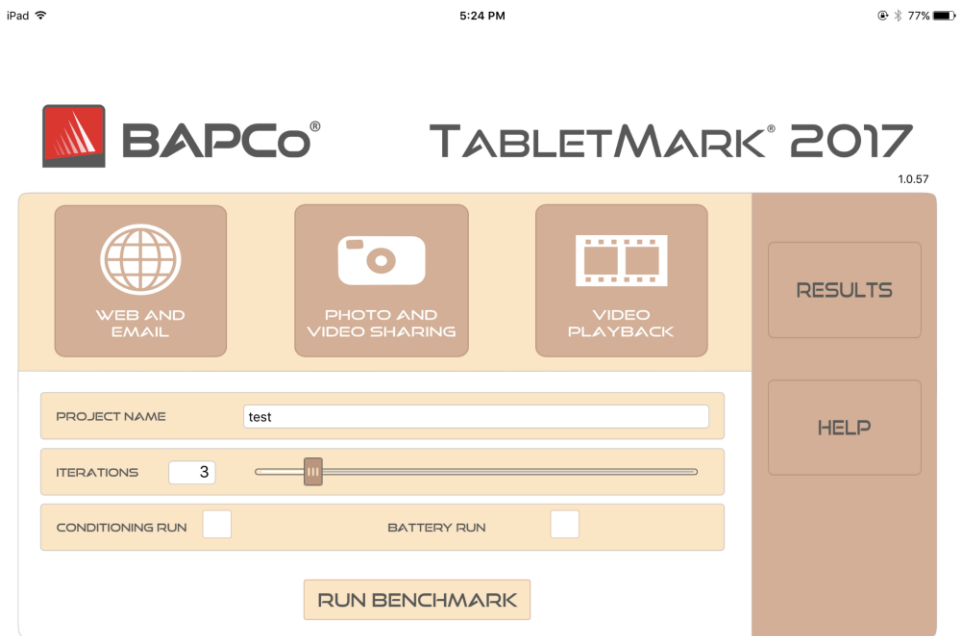 iPad 5:24 PM 77%
BAPCo® TABLETMARK® 2017
1.0.57
WEB AND
EMAIL
PHOTO AND
VIDEO SHARING
VIDEO
PLAYBACK
RESULTS
HELP
PROJECT NAME test
ITERATIONS 3
CONDITIONING RUN BATTERY RUN
RUN BENCHMARK